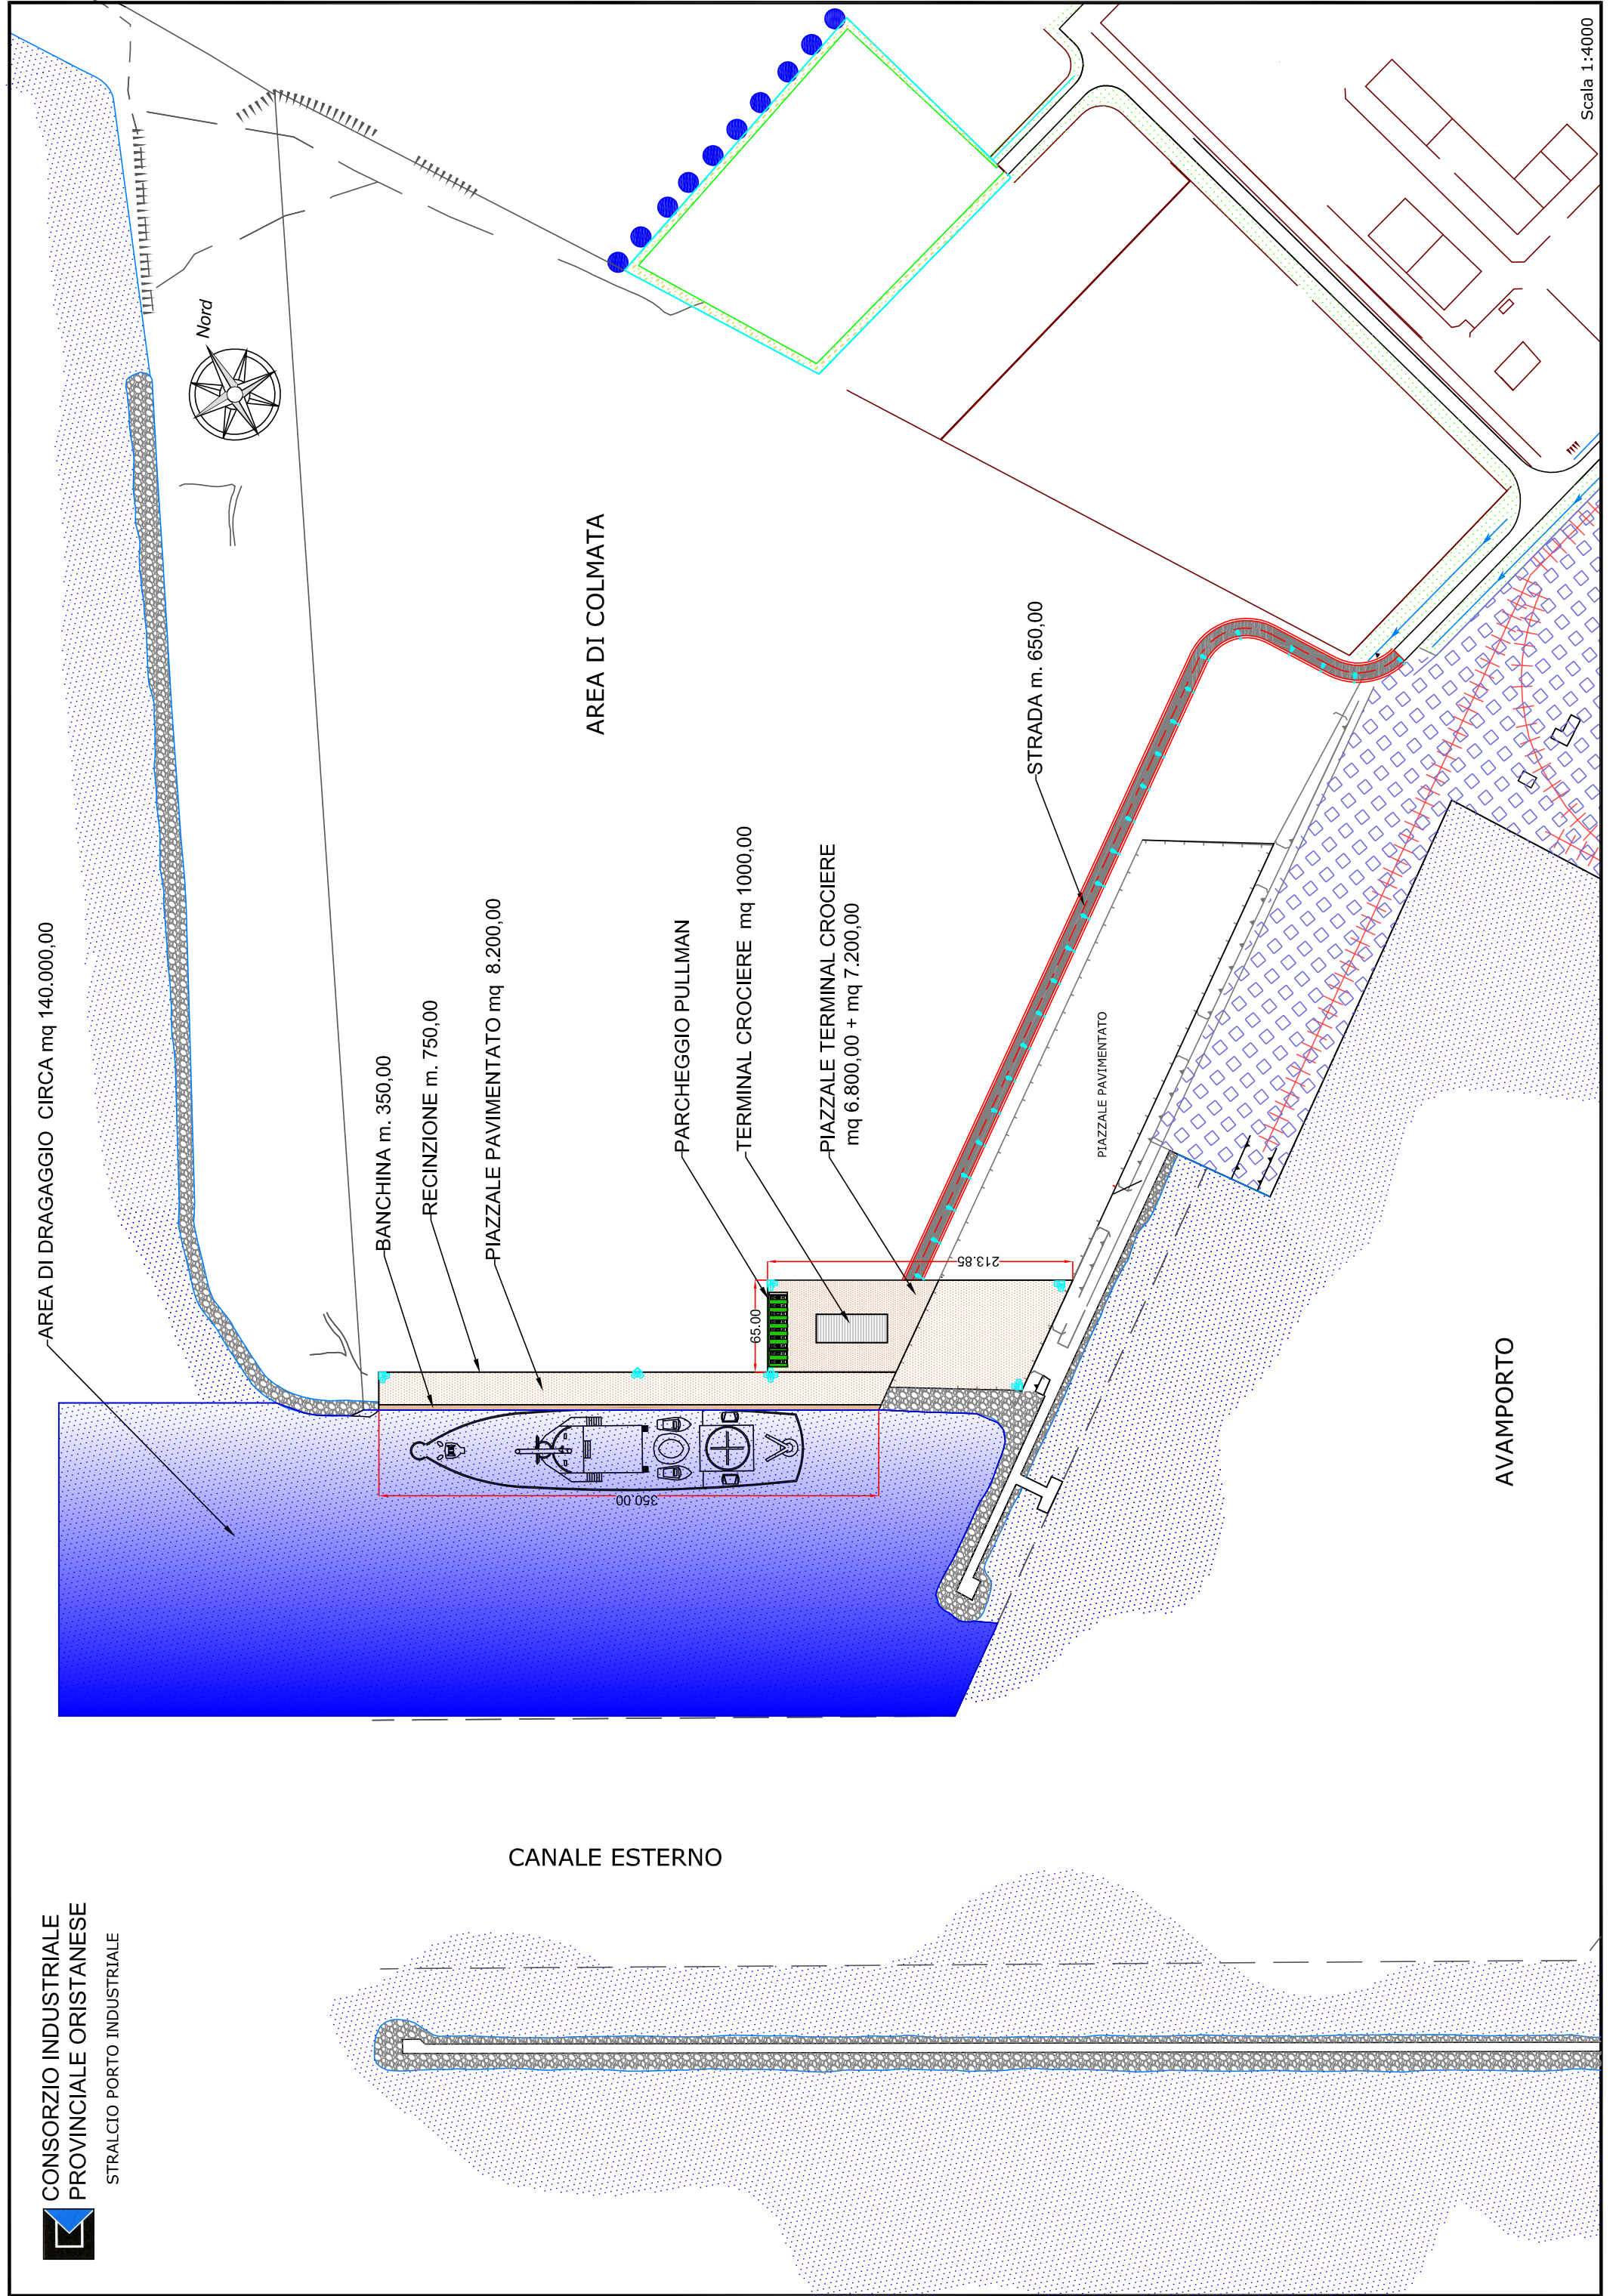 CONSORZIO INDUSTRIALE
PROVINCIALE ORISTANESE
STRALCIO PORTO INDUSTRIALE
AREA DI DRAGAGGIO CIRCA mq 140.000,00
Nord
BANCHINA m. 350,00
RECINZIONE m. 750,00
PIAZZALE PAVIMENTATO mq 8.200,00
CANALE ESTERNO
AREA DI COLMATA
350.00
PARCHEGGIO PULLMAN
TERMINAL CROCIERE mq 1000,00
65.00
PIAZZALE TERMINAL CROCIERE
mq 6.800,00 + mq 7.200,00
213.85
STRADA m. 650,00
PIAZZALE PAVIMENTATO
AVAMPORTO
Scala 1:4000